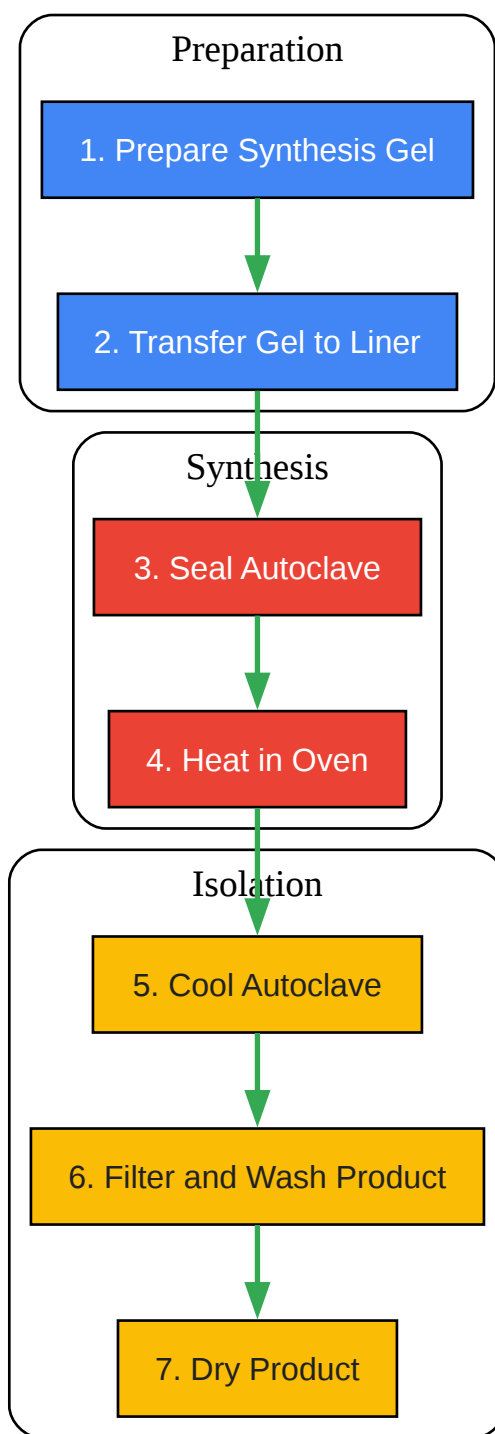 Preparation
1. Prepare Synthesis Gel
2. Transfer Gel to Liner
Synthesis
3. Seal Autoclave
4. Heat in Oven
Isolation
5. Cool Autoclave
6. Filter and Wash Product
7. Dry Product